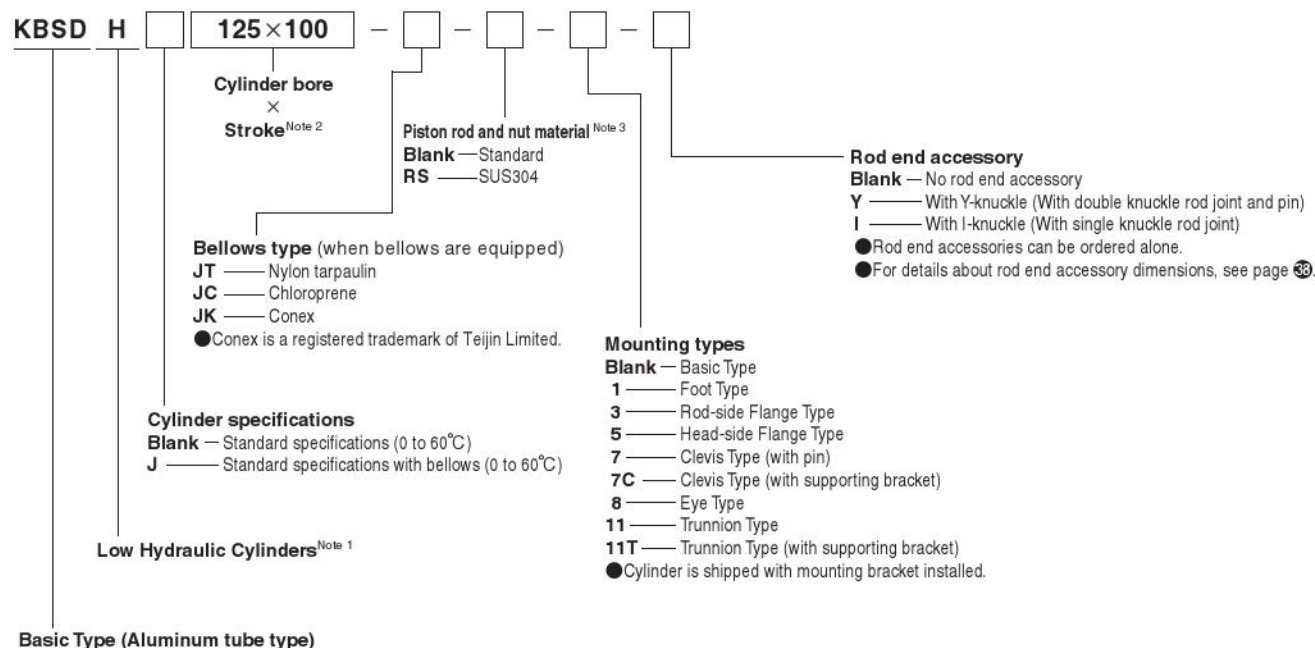 KBSD H 125×100 – – – –
Cylinder bore
×
Stroke Note 2
Piston rod and nut material Note 3
Blank — Standard
RS — SUS304
Rod end accessory
Blank — No rod end accessory
Y — With Y-knuckle (With double knuckle rod joint and pin)
I — With I-knuckle (With single knuckle rod joint)
●Rod end accessories can be ordered alone.
●For details about rod end accessory dimensions, see page 38.
Bellows type (when bellows are equipped)
JT — Nylon tarpaulin
JC — Chloroprene
JK — Conex
●Conex is a registered trademark of Teijin Limited.
Mounting types
Blank — Basic Type
1 — Foot Type
3 — Rod-side Flange Type
5 — Head-side Flange Type
7 — Clevis Type (with pin)
7C — Clevis Type (with supporting bracket)
8 — Eye Type
11 — Trunnion Type
11T — Trunnion Type (with supporting bracket)
●Cylinder is shipped with mounting bracket installed.
Cylinder specifications
Blank — Standard specifications (0 to 60°C)
J — Standard specifications with bellows (0 to 60°C)
Low Hydraulic Cylinders Note 1
Basic Type (Aluminum tube type)